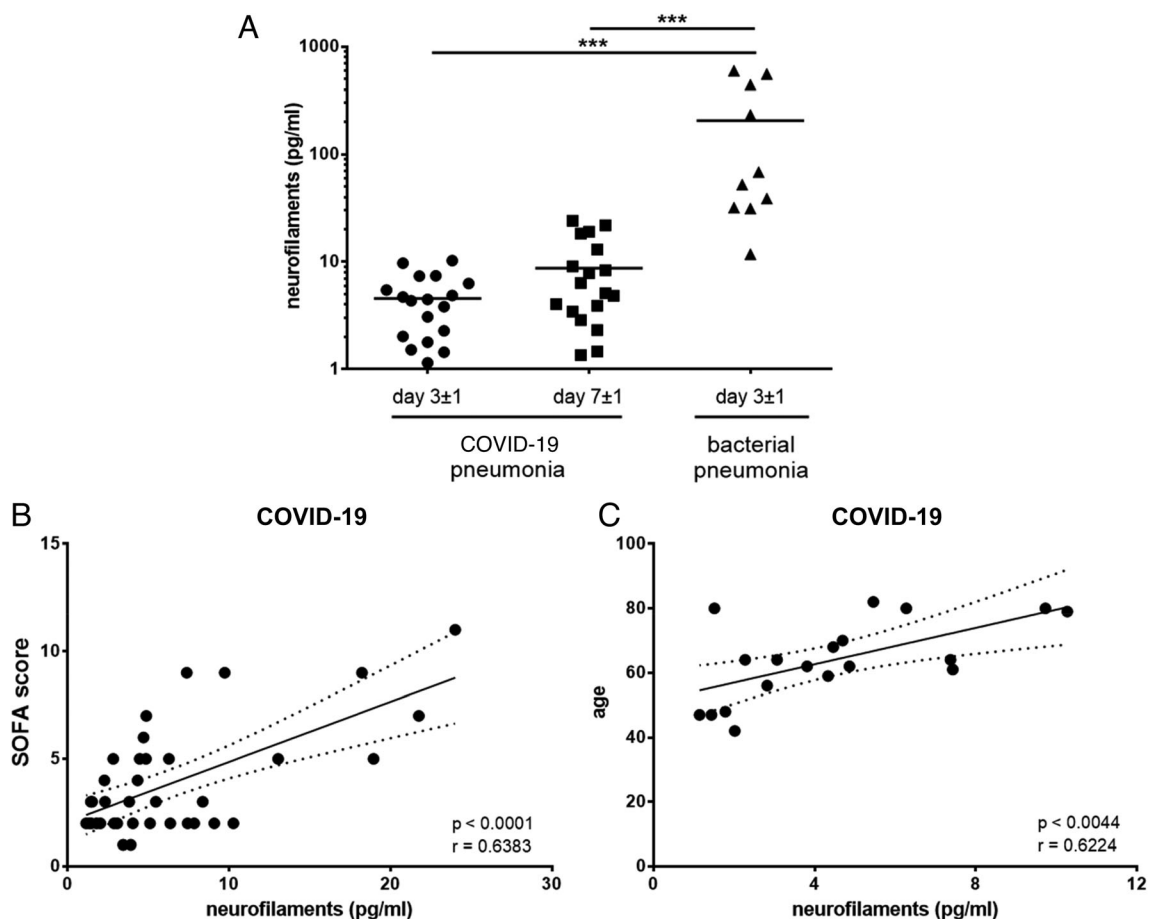 A
***
***
1000
100
10
1
neurofilaments (pg/ml)
day 3±1
day 7±1
day 3±1
COVID-19
pneumonia
bacterial
pneumonia
B
COVID-19
15
10
5
0
SOFA score
p < 0.0001
r = 0.6383
0
10
20
30
neurofilaments (pg/ml)
C
COVID-19
100
80
60
40
20
0
age
p < 0.0044
r = 0.6224
0
4
8
12
neurofilaments (pg/ml)